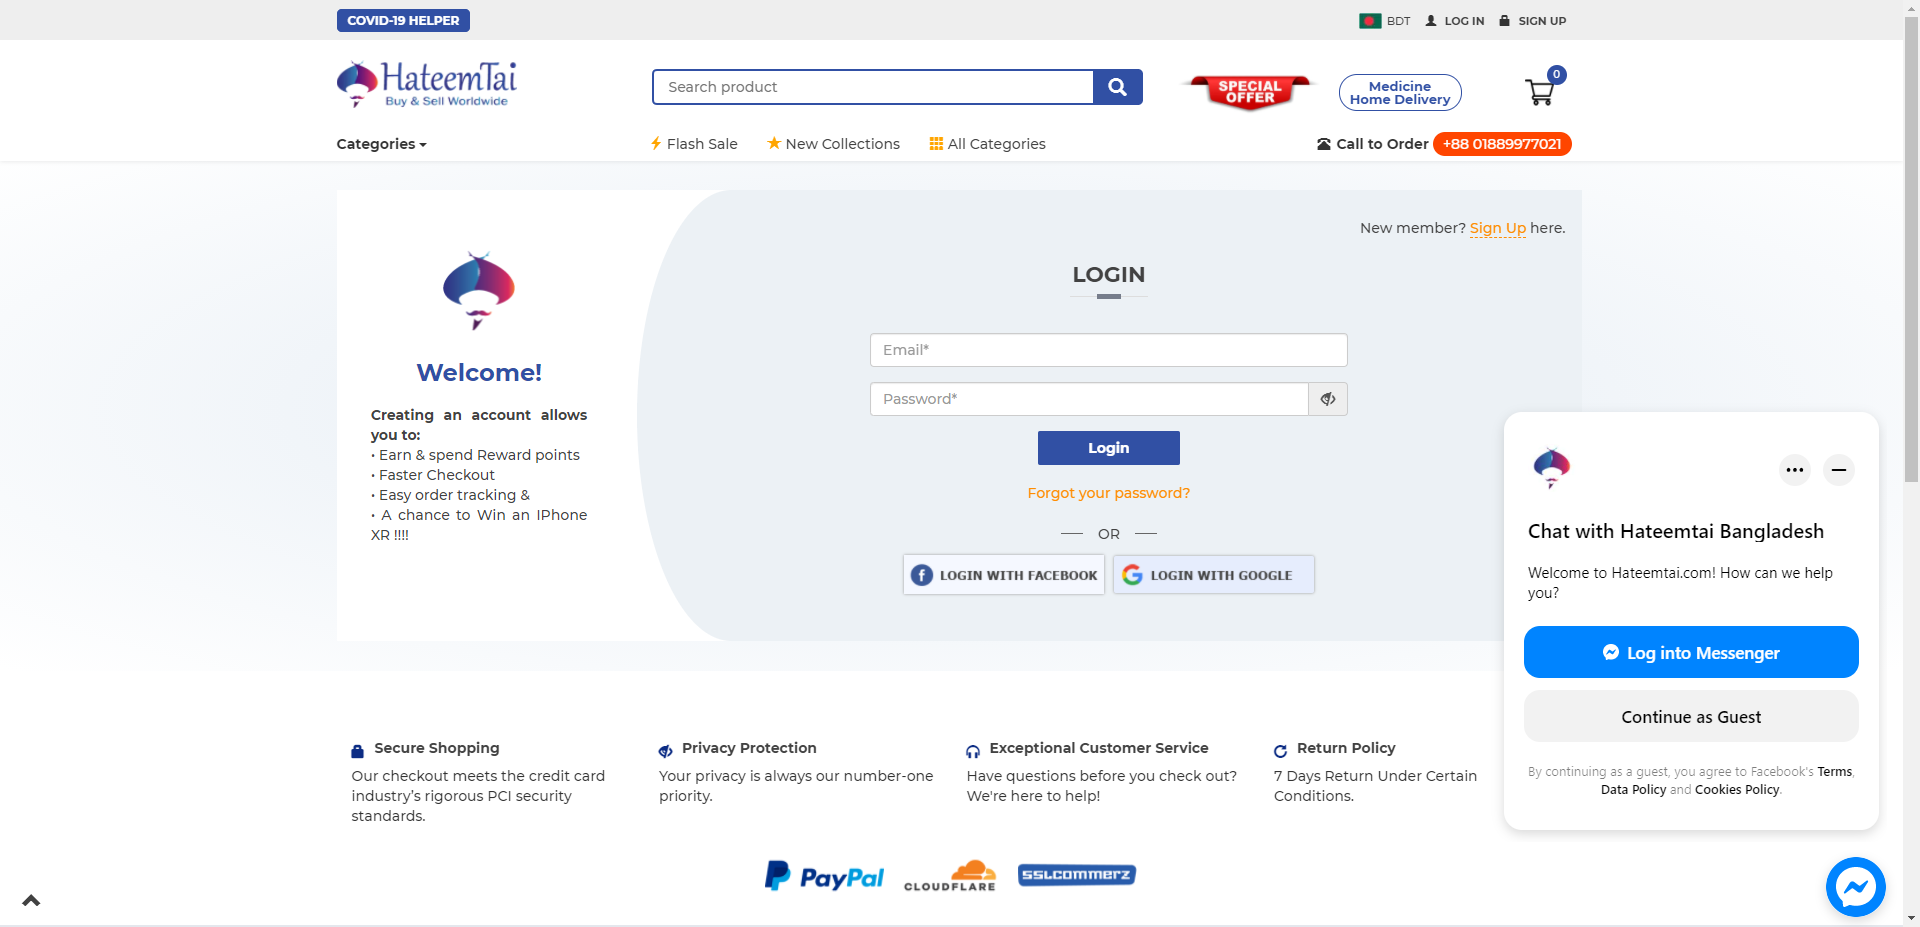 COVID-19 HELPER
BDT LOG IN SIGN UP
HateemTai
Buy & Sell Worldwide
Search product
SPECIAL
OFFER
Medicine
Home Delivery
0
Categories
Flash Sale New Collections All Categories
Call to Order +88 01889977021
New member? Sign Up here.
Welcome!
Creating an account allows
you to:
• Earn & spend Reward points
• Faster Checkout
• Easy order tracking &
• A chance to Win an IPhone
XR !!!!
LOGIN
Email*
Password*
Login
Forgot your password?
OR
LOGIN WITH FACEBOOK
LOGIN WITH GOOGLE
Chat with Hateemtai Bangladesh
Welcome to Hateemtai.com! How can we help
you?
Log into Messenger
Continue as Guest
By continuing as a guest, you agree to Facebook's Terms,
Data Policy and Cookies Policy.
Secure Shopping
Our checkout meets the credit card
industry’s rigorous PCI security
standards.
Privacy Protection
Your privacy is always our number-one
priority.
Exceptional Customer Service
Have questions before you check out?
We're here to help!
Return Policy
7 Days Return Under Certain
Conditions.
PayPal
CLOUDFLARE
SSLCOMMERZ